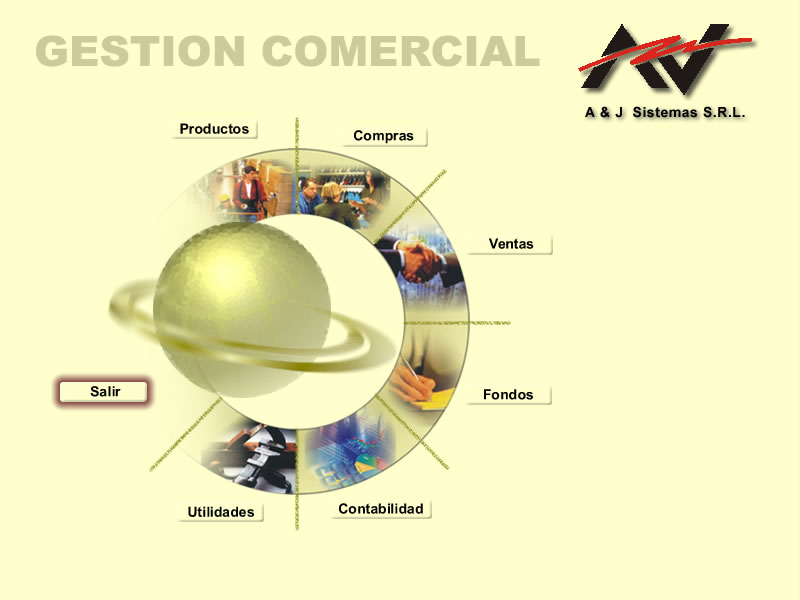 GESTION COMERCIAL
A & J Sistemas S.R.L.
Productos
Compras
Ventas
Salir
Fondos
Utilidades
Contabilidad